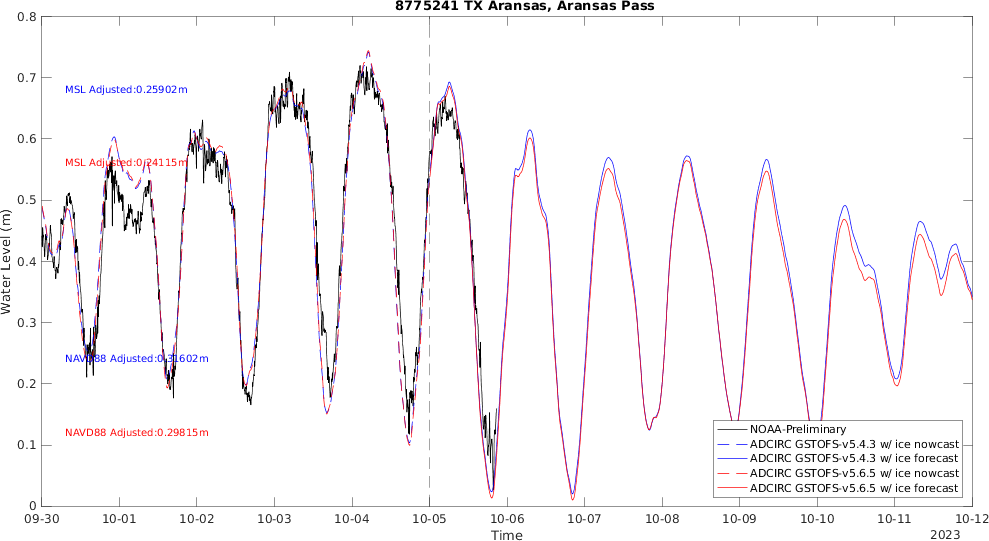 8775241 TX Aransas, Aransas Pass
0.8
0.7
0.6
0.5
0.4
0.3
0.2
0.1
0
Water Level (m)
MSL Adjusted:0.25902m
MSL Adjusted:0.24115m
NAVD88 Adjusted:0.31602m
NAVD88 Adjusted:0.29815m
NOAA-Preliminary
ADCIRC GSTOFS-v5.4.3 w/ ice nowcast
ADCIRC GSTOFS-v5.4.3 w/ ice forecast
ADCIRC GSTOFS-v5.6.5 w/ ice nowcast
ADCIRC GSTOFS-v5.6.5 w/ ice forecast
09-30 10-01 10-02 10-03 10-04 10-05 10-06 10-07 10-08 10-09 10-10 10-11 10-12
Time
2023